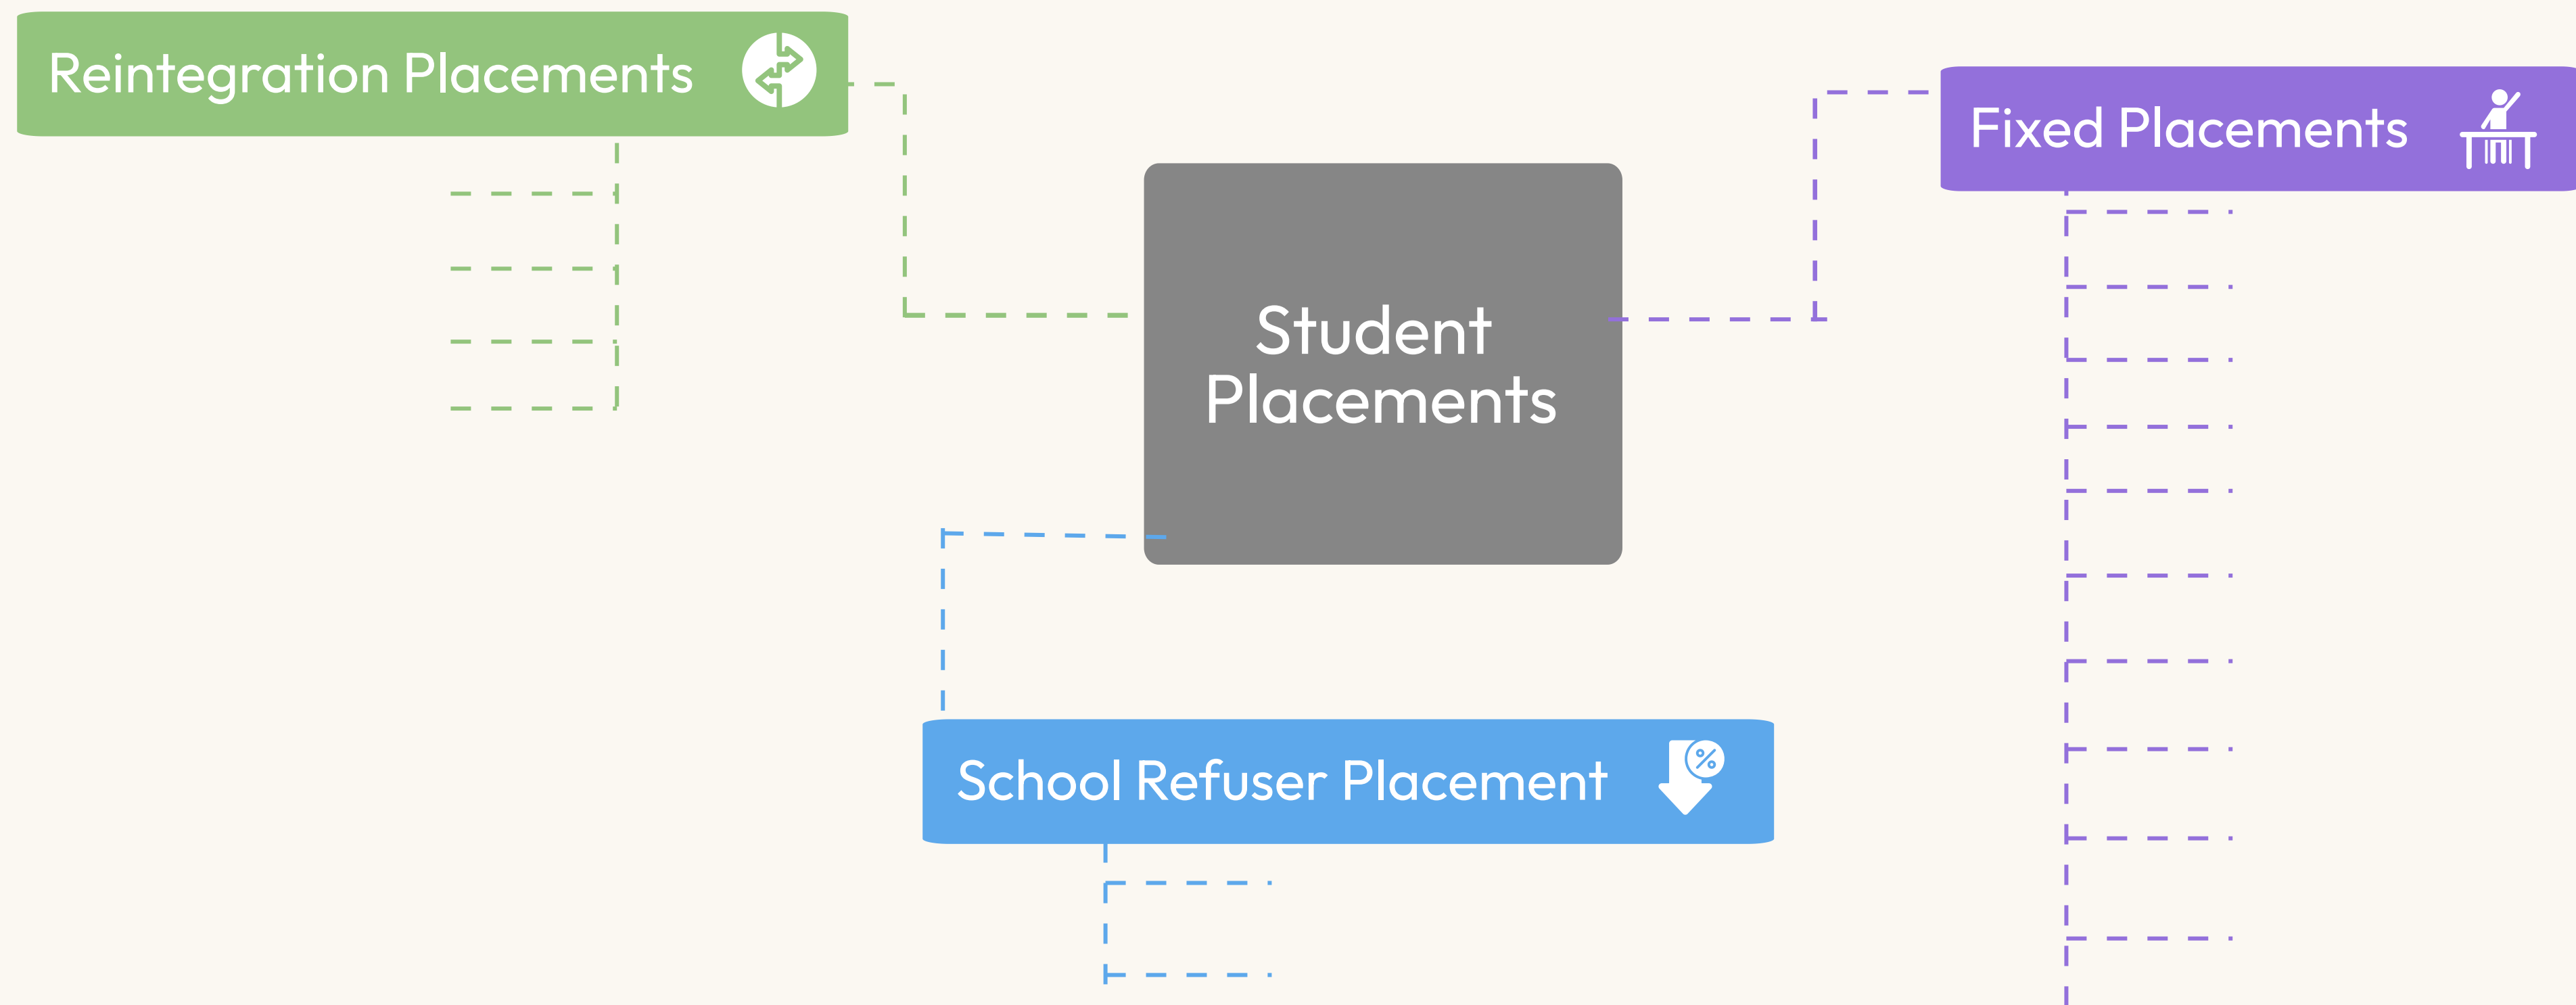 Reintegration Placements
Fixed Placements
Student
Placements
School Refuser Placement
%